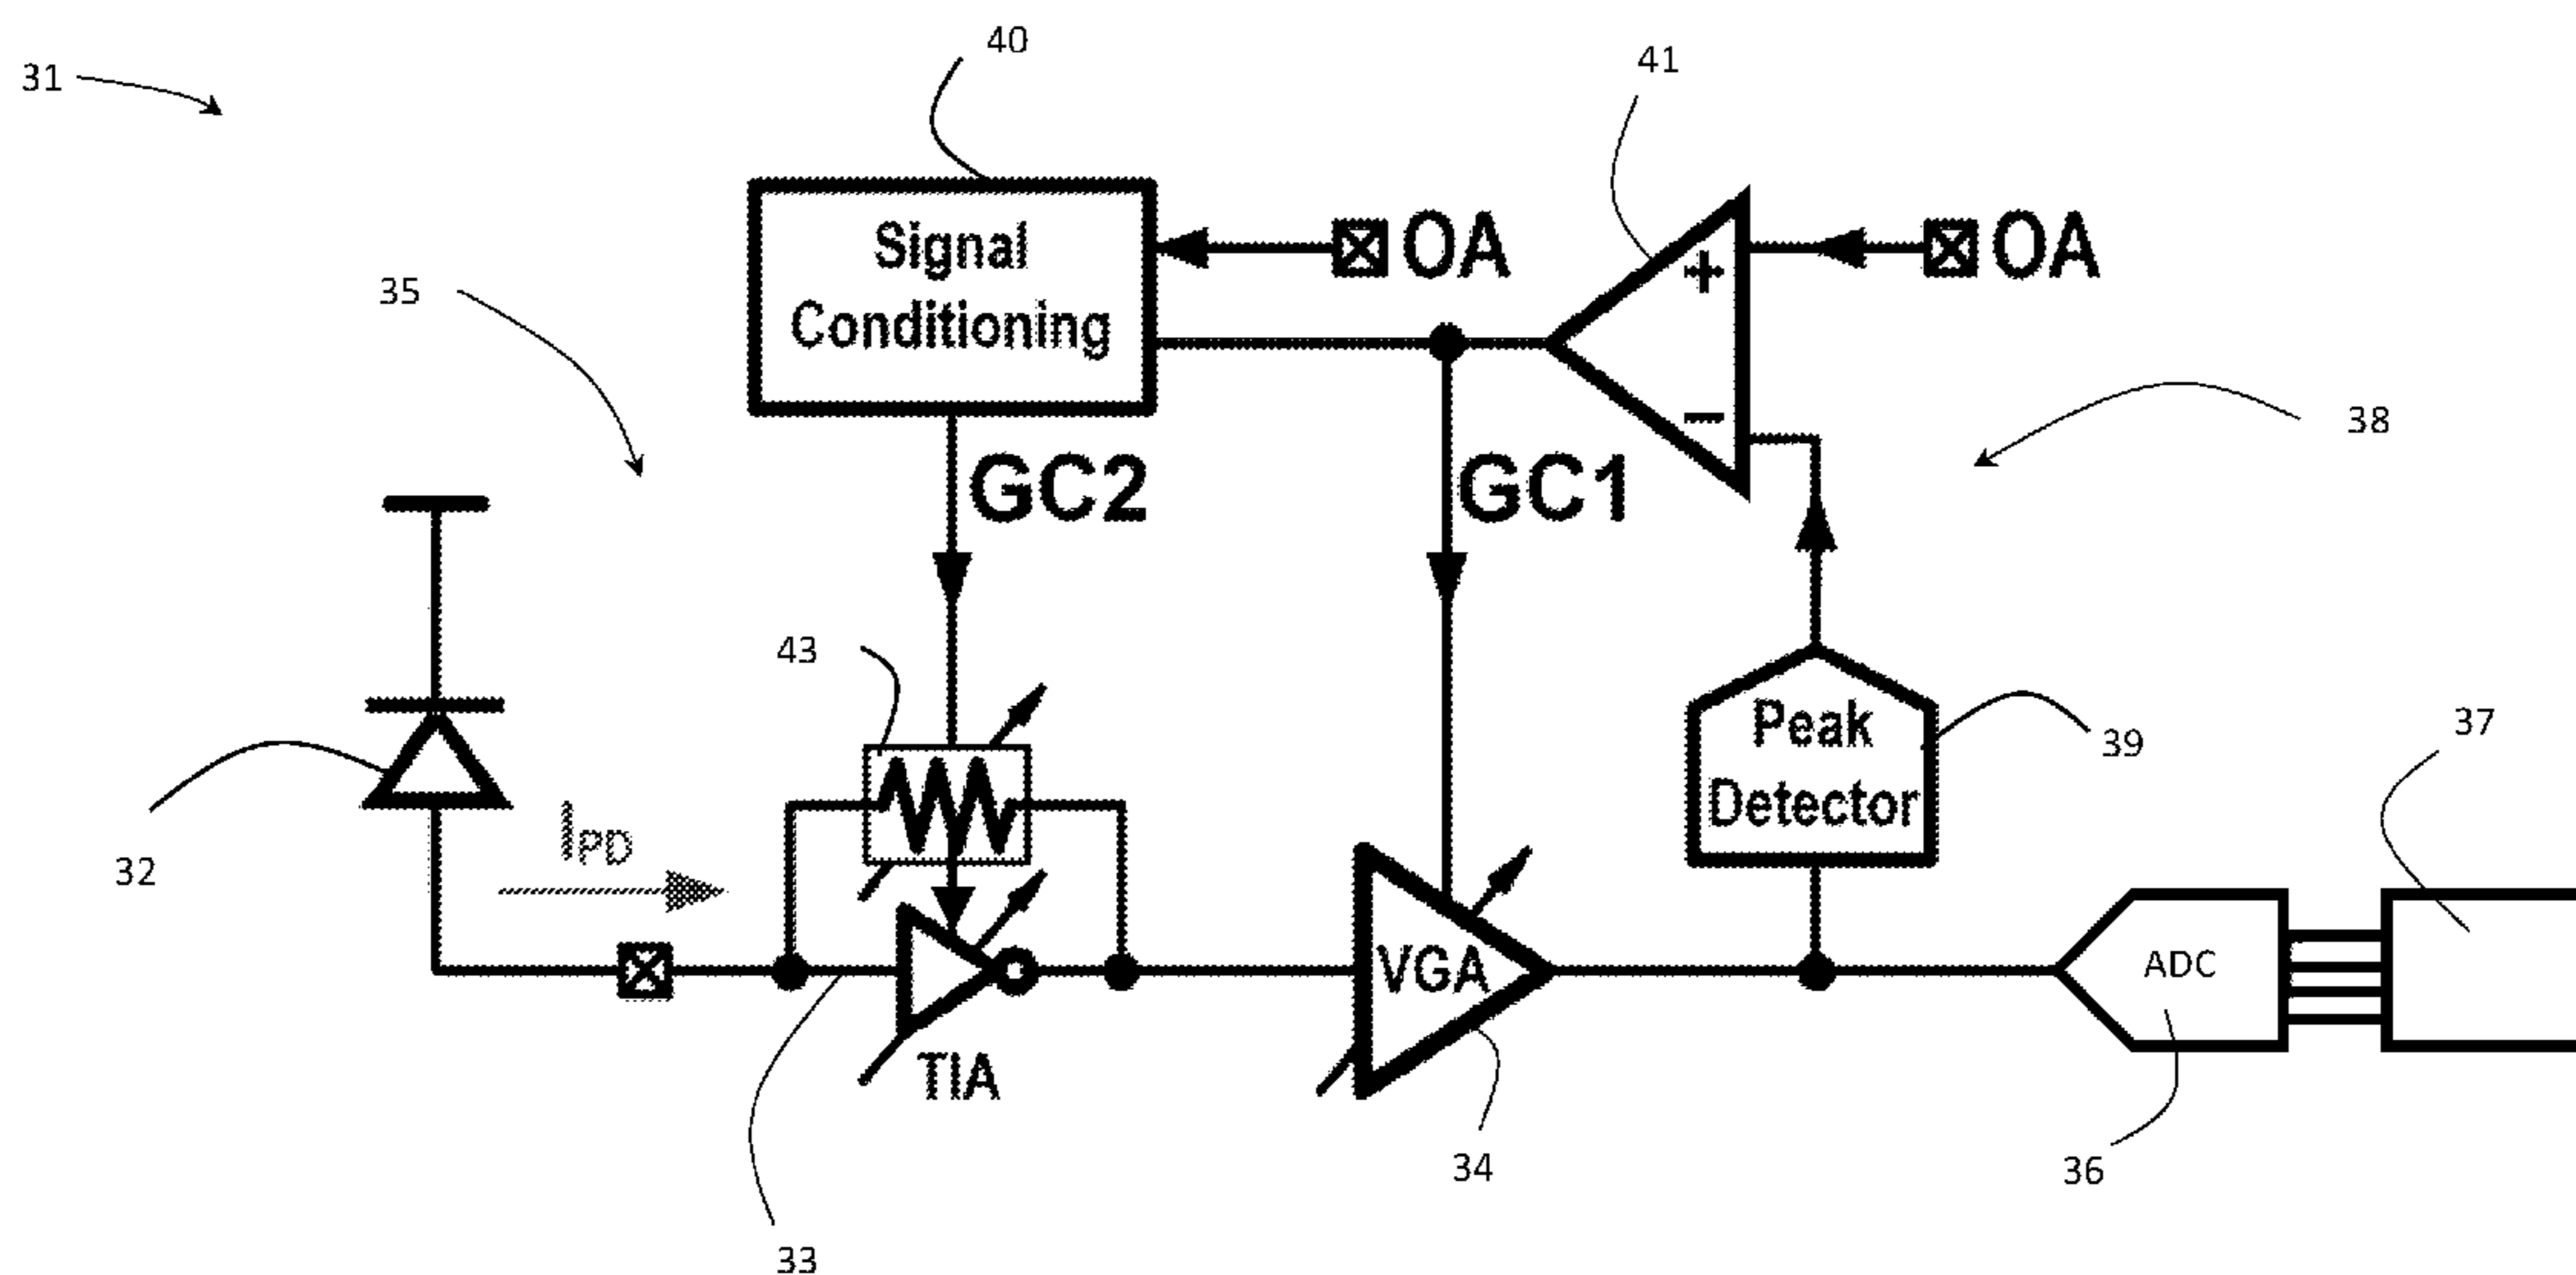 40
31
41
Signal
Conditioning
OA
+
OA
35
−
38
GC2
GC1
43
Peak
Detector
39
37
IPD
32
ADC
VGA
TIA
34
36
33